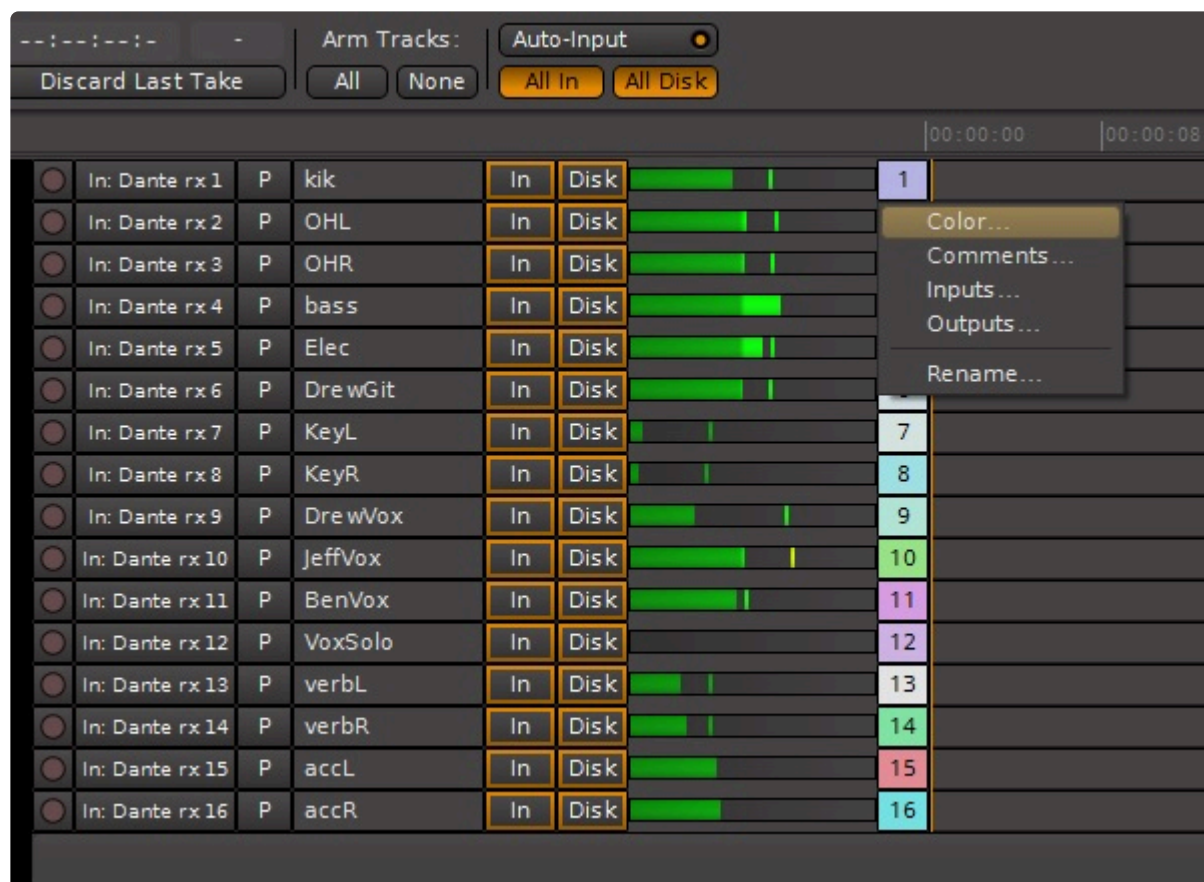 --:--:--:- - Arm Tracks: Auto-Input
Discard Last Take All None All In All Disk
00:00:00 00:00:08
In: Dante rx 1 P kik In Disk 1
In: Dante rx 2 P OHL In Disk Color...
In: Dante rx 3 P OHR In Disk Comments...
In: Dante rx 4 P bass In Disk Inputs...
Outputs...
In: Dante rx 5 P Elec In Disk
In: Dante rx 6 P DrewGit In Disk Rename...
In: Dante rx 7 P KeyL In Disk 7
In: Dante rx 8 P KeyR In Disk 8
In: Dante rx 9 P DrewVox In Disk 9
In: Dante rx 10 P JeffVox In Disk 10
In: Dante rx 11 P BenVox In Disk 11
In: Dante rx 12 P VoxSolo In Disk 12
In: Dante rx 13 P verbL In Disk 13
In: Dante rx 14 P verbR In Disk 14
In: Dante rx 15 P accL In Disk 15
In: Dante rx 16 P accR In Disk 16